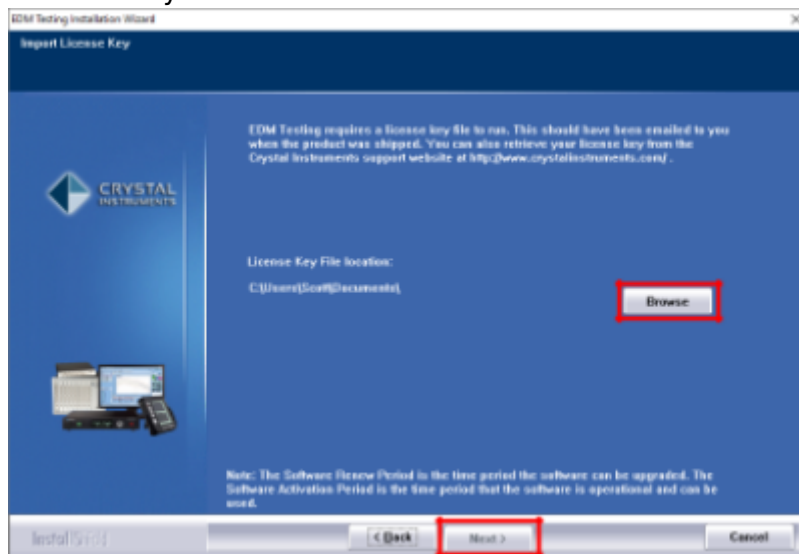 EDM Testing Installation Wizard
Import License Key
EDM Testing requires a license key file to run. This should have been emailed to you
when the product was shipped. You can also retrieve your license key from the
Crystal Instruments support website at http://www.crystalinstruments.com/ .
CRYSTAL
INSTRUMENTS
License Key File location:
C:\Users\Scott\Documents\
Browse
Note: The Software Renew Period is the time period the software can be upgraded. The
Software Activation Period is the time period that the software is operational and can be
used.
InstallShield
< Back
Next >
Cancel